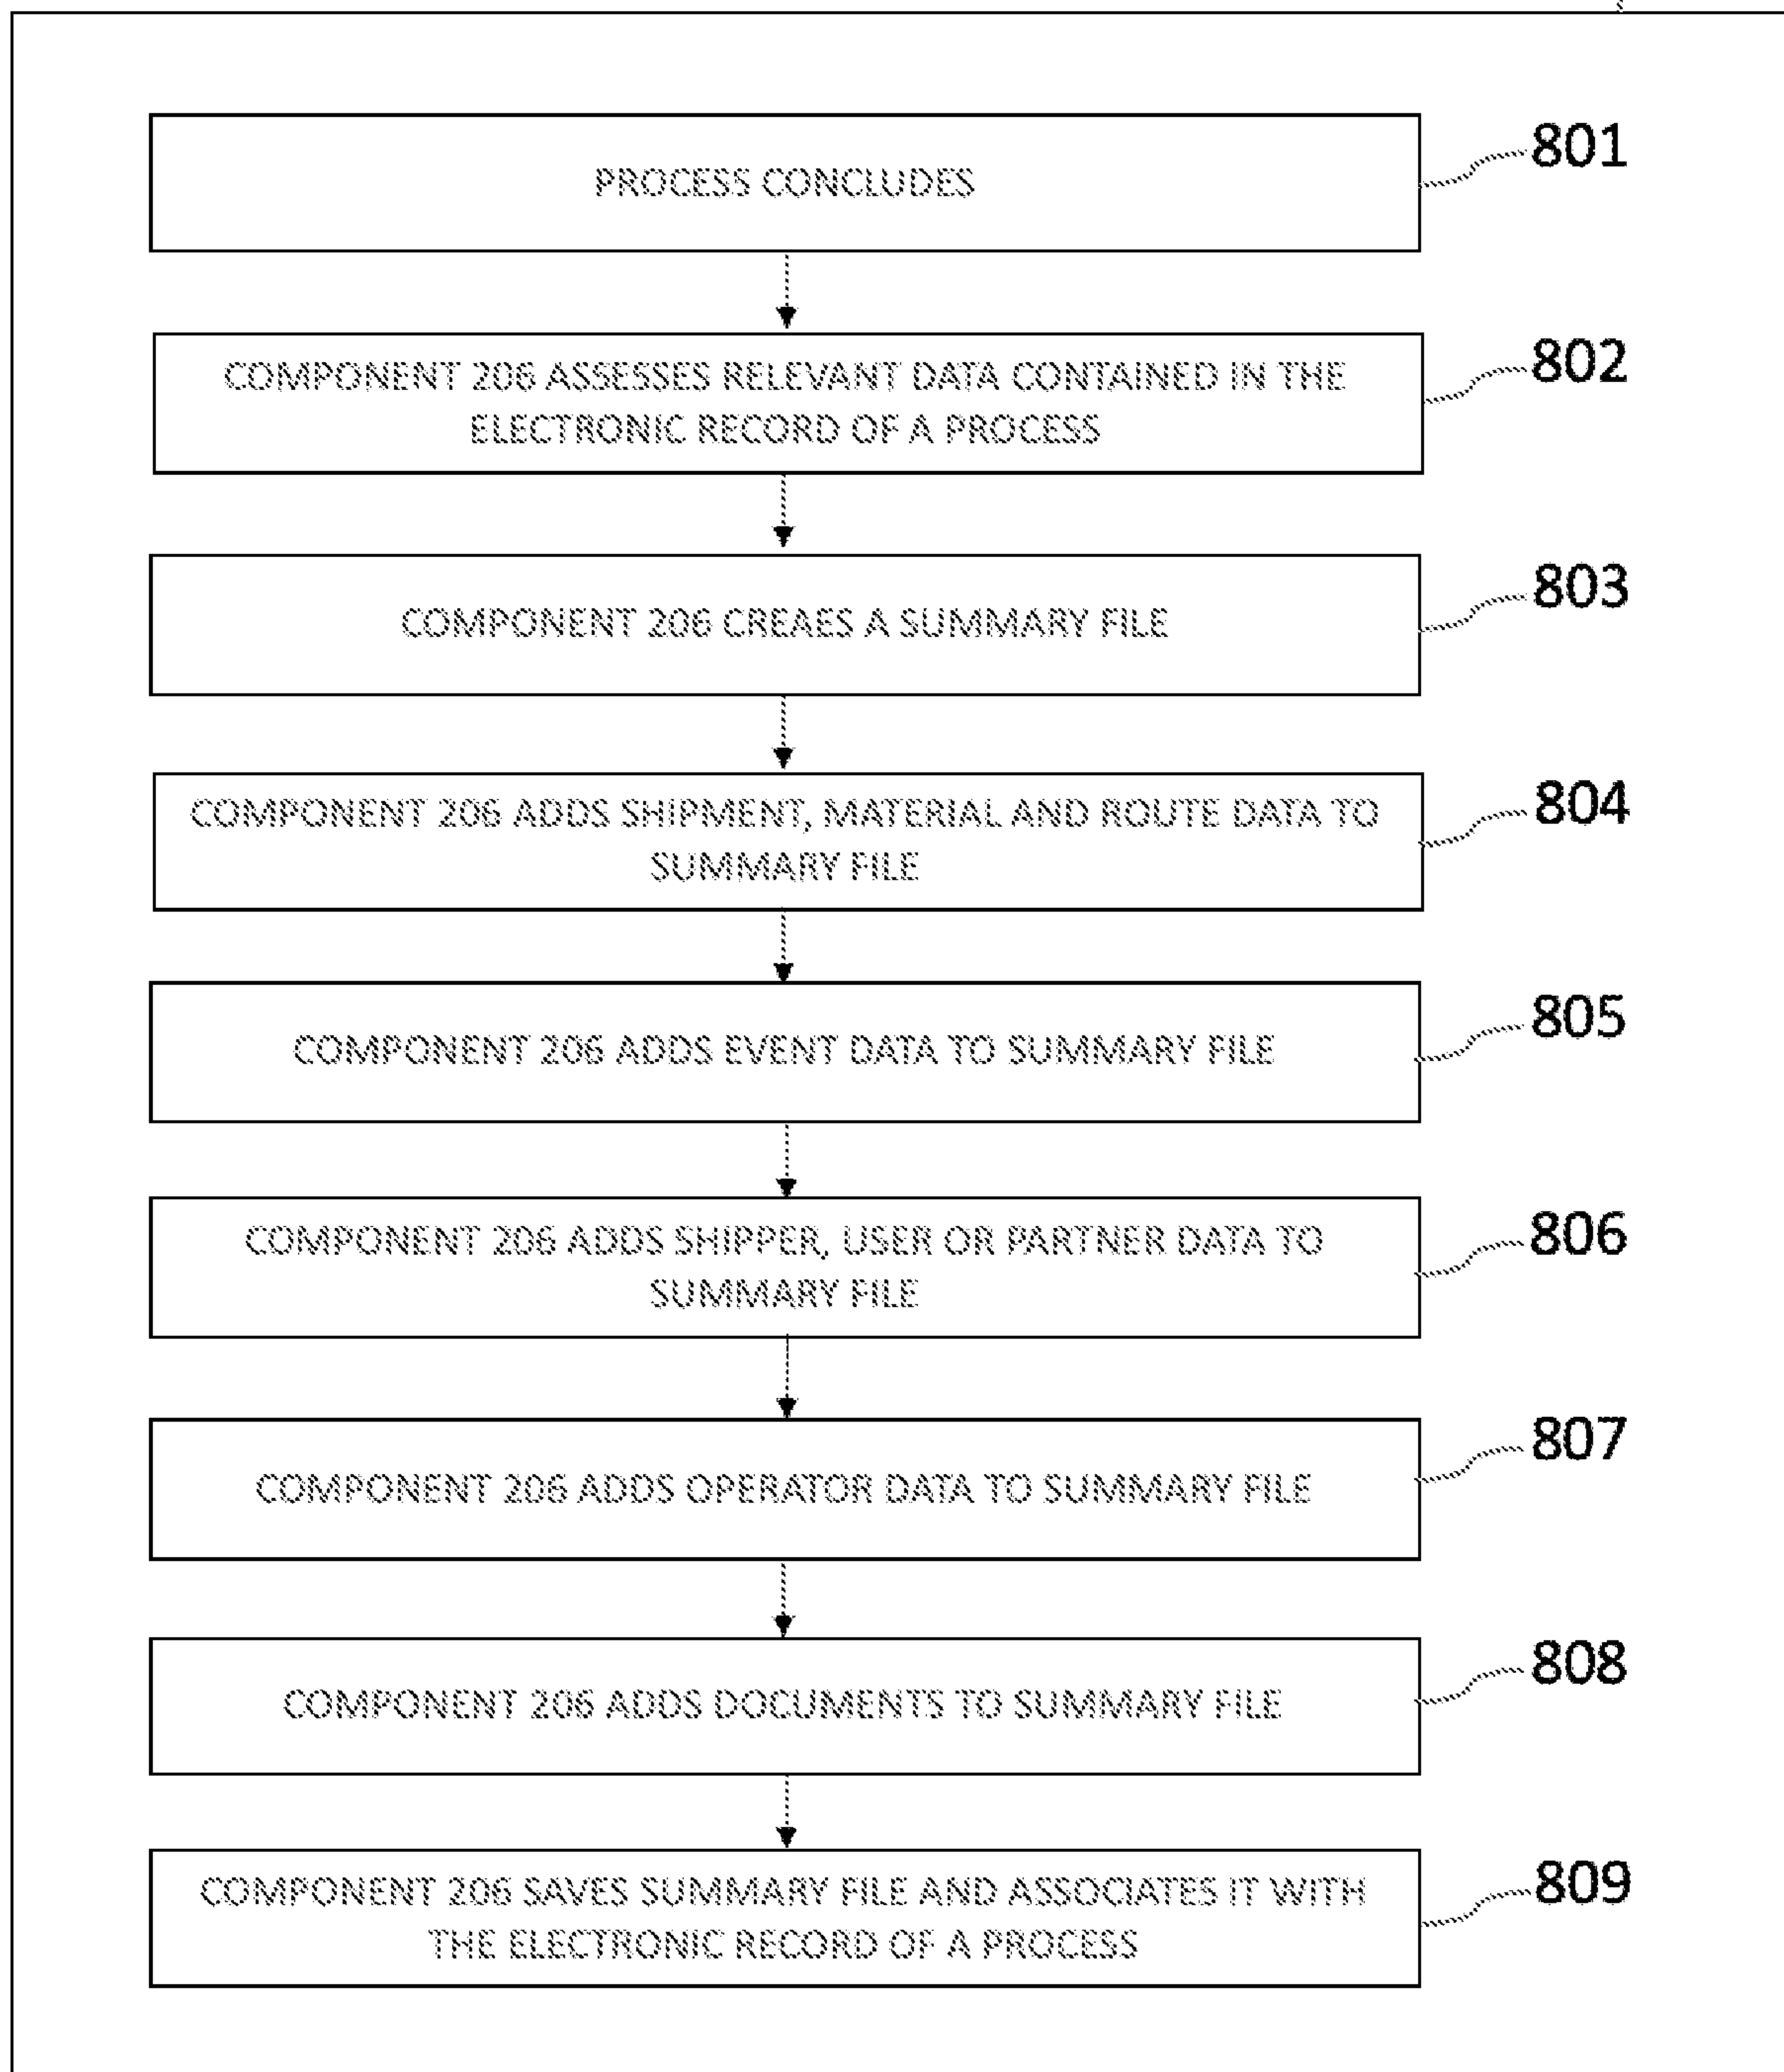 PROCESS CONCLUDES
801
COMPONENT 206 ASSESSES RELEVANT DATA CONTAINED IN THE
ELECTRONIC RECORD OF A PROCESS
802
COMPONENT 206 CREAES A SUMMARY FILE
803
COMPONENT 206 ADDS SHIPMENT, MATERIAL AND ROUTE DATA TO
SUMMARY FILE
804
COMPONENT 206 ADDS EVENT DATA TO SUMMARY FILE
805
COMPONENT 206 ADDS SHIPPER, USER OR PARTNER DATA TO
SUMMARY FILE
806
COMPONENT 206 ADDS OPERATOR DATA TO SUMMARY FILE
807
COMPONENT 206 ADDS DOCUMENTS TO SUMMARY FILE
808
COMPONENT 206 SAVES SUMMARY FILE AND ASSOCIATES IT WITH
THE ELECTRONIC RECORD OF A PROCESS
809